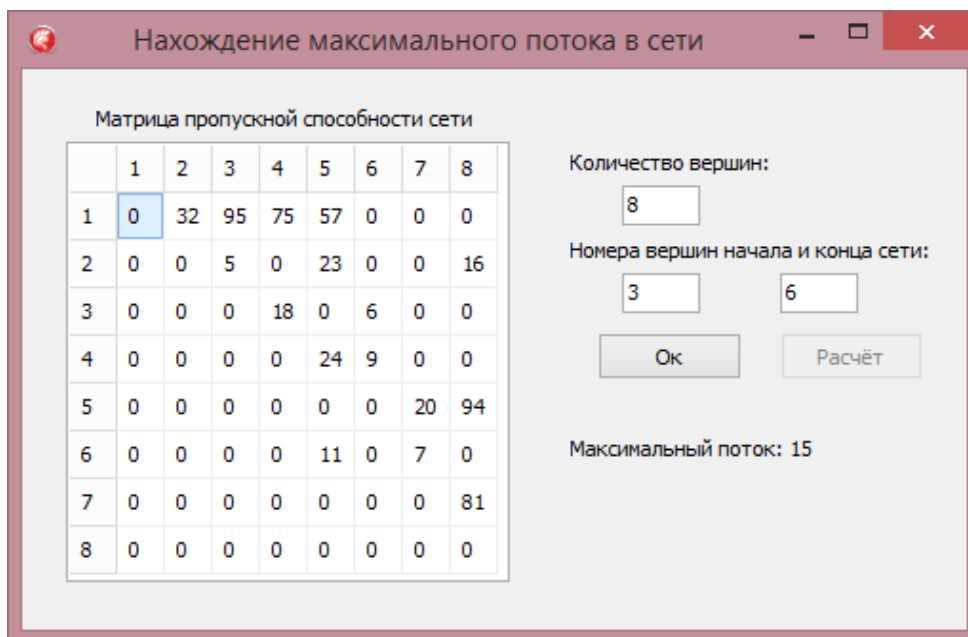 Нахождение максимального потока в сети
Матрица пропускной способности сети
1 2 3 4 5 6 7 8
1 0 32 95 75 57 0 0 0
2 0 0 5 0 23 0 0 16
3 0 0 0 18 0 6 0 0
4 0 0 0 0 24 9 0 0
5 0 0 0 0 0 0 20 94
6 0 0 0 0 11 0 7 0
7 0 0 0 0 0 0 0 81
8 0 0 0 0 0 0 0 0
Количество вершин:
8
Номера вершин начала и конца сети:
3 6
Ок Расчёт
Максимальный поток: 15